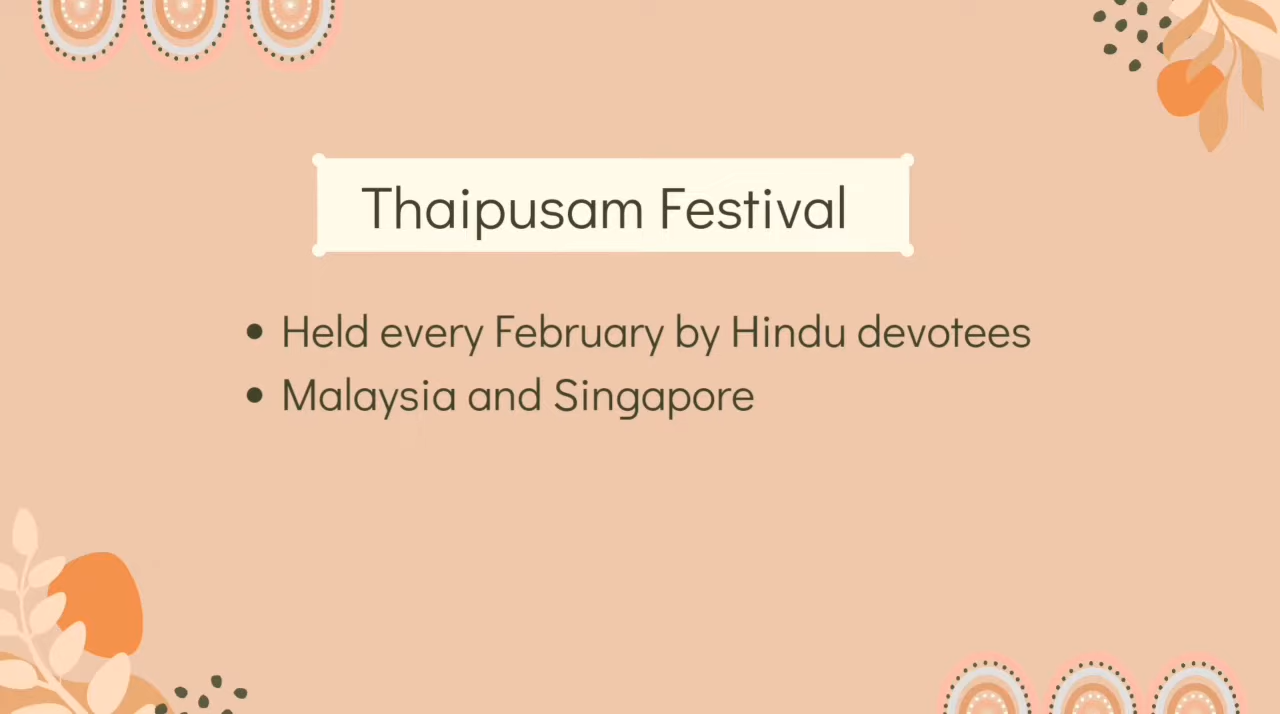 Thaipusam Festival
• Held every February by Hindu devotees
• Malaysia and Singapore